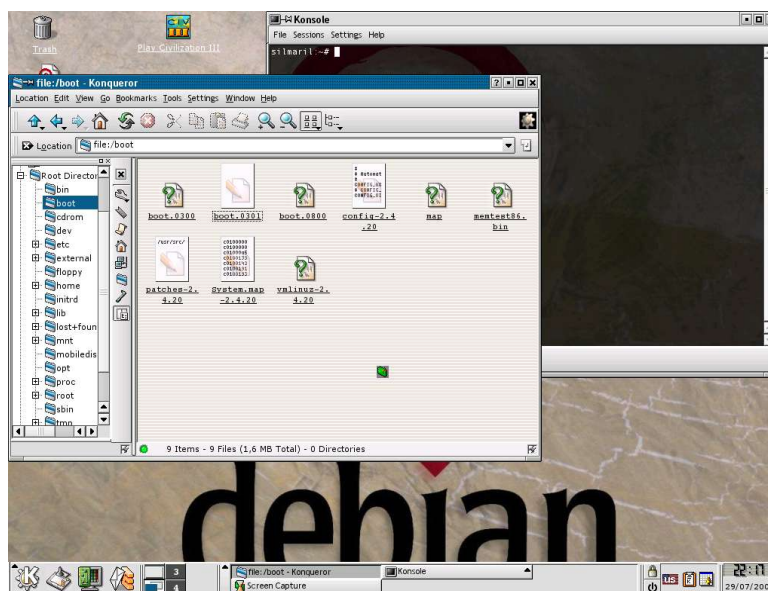 Trash
Play Civilization III
Konsole
File Sessions Settings Help
silmaril:~#
file:/boot - Konqueror
Location Edit View Go Bookmarks Tools Settings Window Help
Location file:/boot
Root Director
bin
boot
cdrom
dev
etc
external
floppy
home
initrd
lib
lost+foun
mnt
mobiledis
opt
proc
root
sbin
tmp
boot.0300
boot.0301
boot.0800
config-2.4
.20
map
memtest86.
bin
/usr/src/
patches-2.
4.20
System.map
-2.4.20
vmlinuz-2.
4.20
9 Items - 9 Files (1,6 MB Total) - 0 Directories
debian
3
4
file:/boot - Konqueror
Konsole
Screen Capture
us
22:17
29/07/200